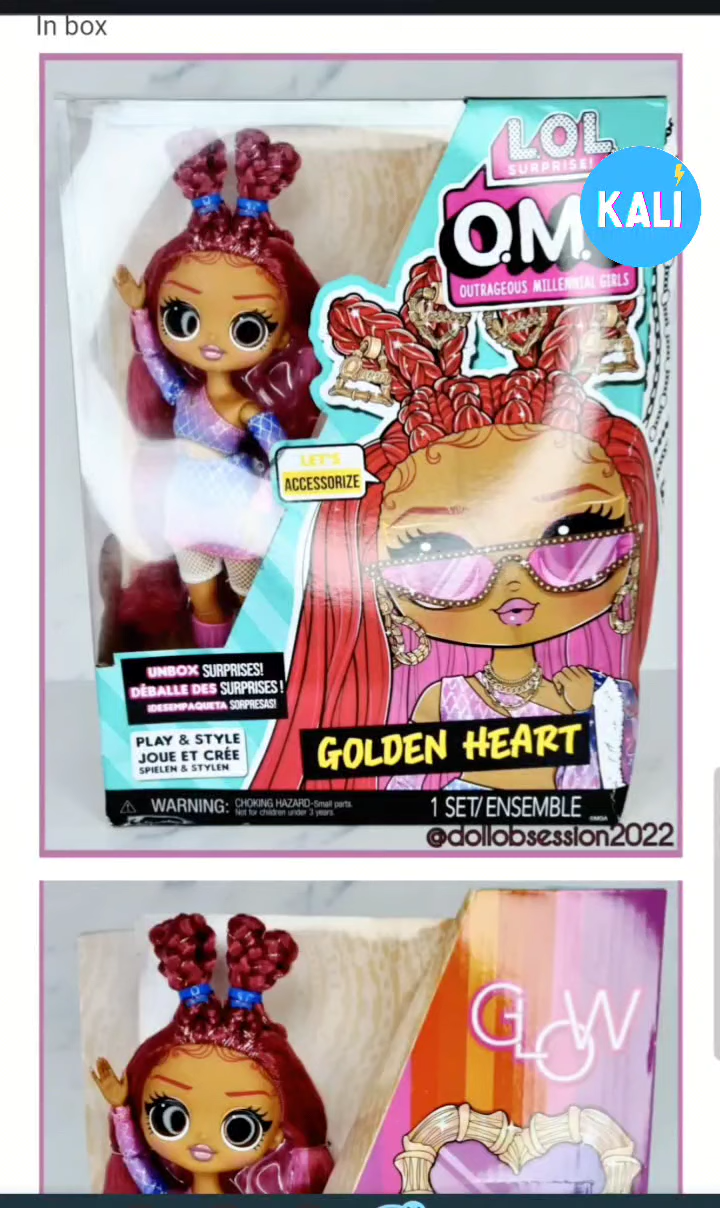 In box
L.O.L
SURPRISE!
KALI
O.M.
OUTRAGEOUS MILLENNIAL GIRLS
LET'S
ACCESSORIZE
UNBOX SURPRISES!
DÉBALLE DES SURPRISES!
¡DESEMPAQUETA SORPRESAS!
PLAY & STYLE
JOUE ET CRÉE
SPIELEN & STYLEN
GOLDEN HEART
WARNING: CHOKING HAZARD-Small parts.
Not for children under 3 years.
1 SET/ENSEMBLE
©MGA
@dollobsession2022
GLOW